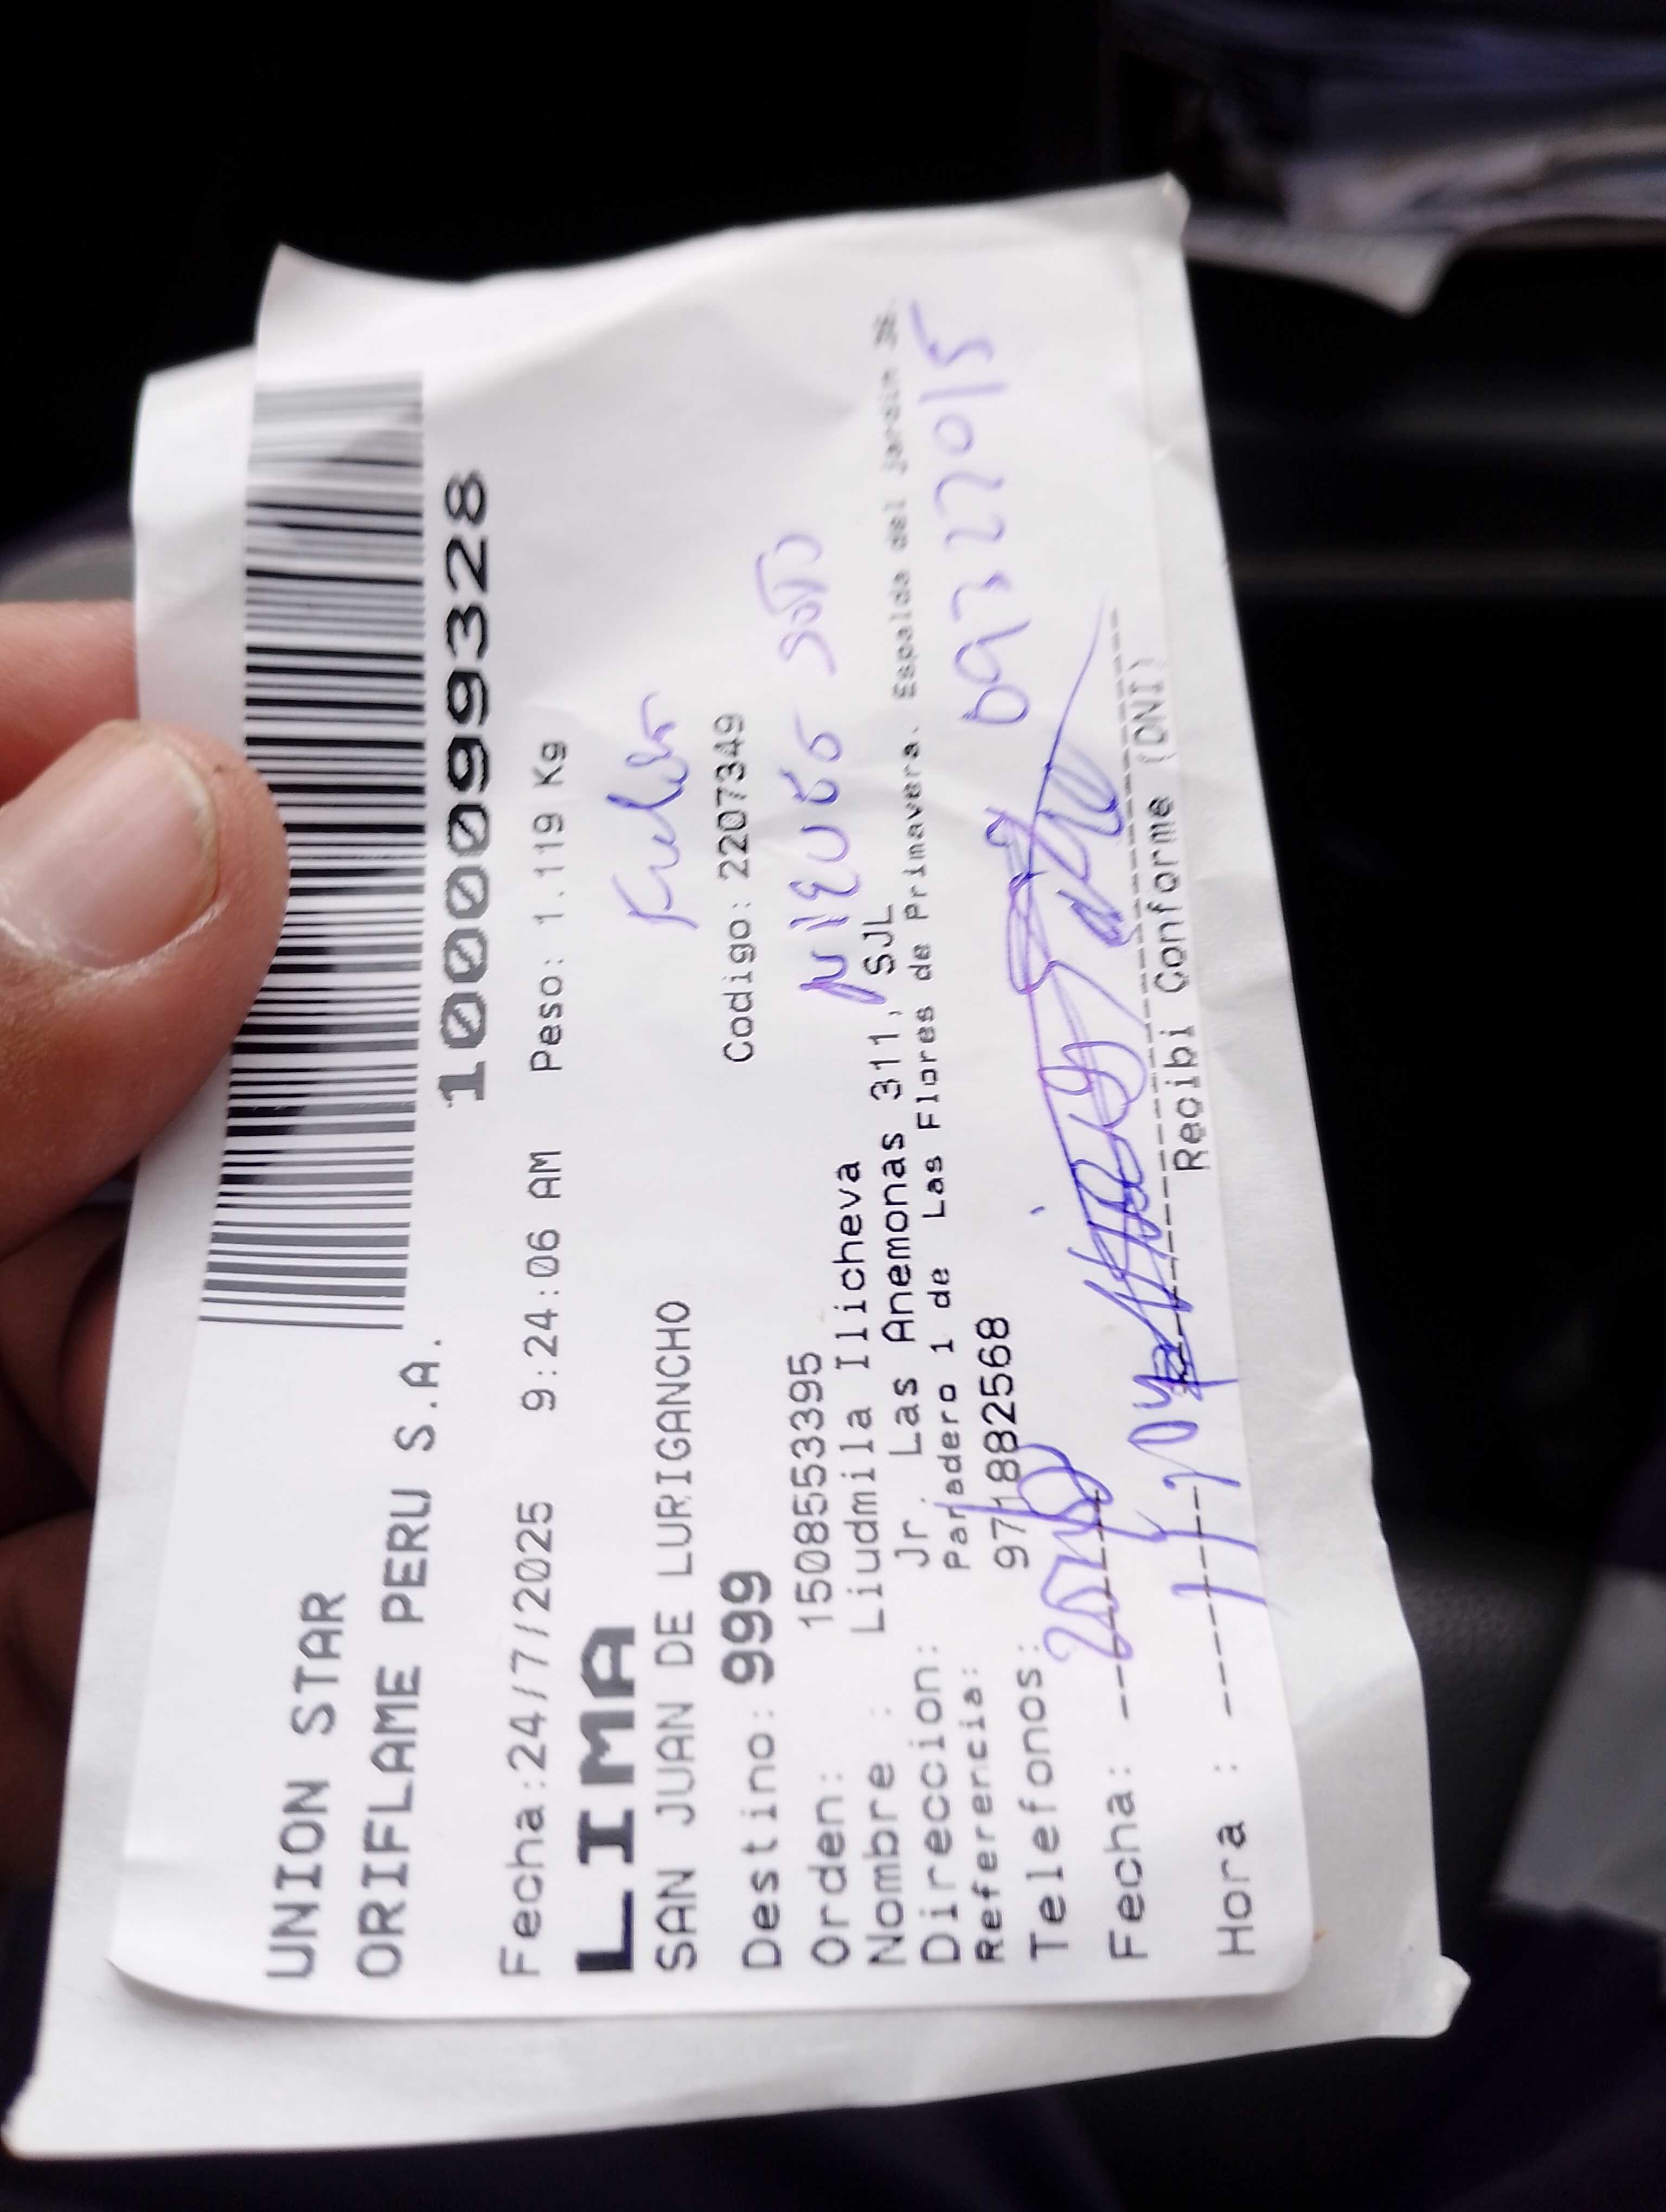 UNION STAR
ORIFLAME PERU S.A.
1000099328
Fecha:24/7/2025 9:24:06 AM Peso: 1.119 Kg
LIMA
SAN JUAN DE LURIGANCHO
Destino: 999 Codigo: 2207349
Orden: 1508553395
Nombre : Liudmila Ilicheva
Direccion: Jr. Las Anemonas 311, SJL
Referencia: Paradero 1 de Las Flores de Primavera. Espalda del jardin
Telefonos: 971882568
Fecha:
Hora :
Recibi Conforme (DNI)